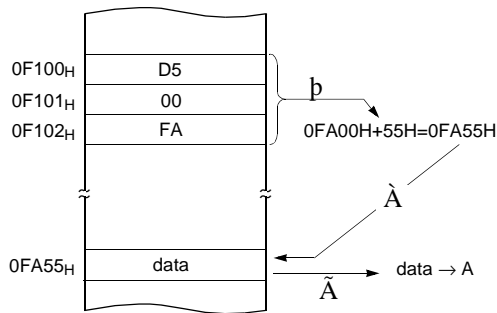 0F100H
D5
0F101H
00
0F102H
FA
þ
0FA00H+55H=0FA55H
À
0FA55H
data
Ã
data → A